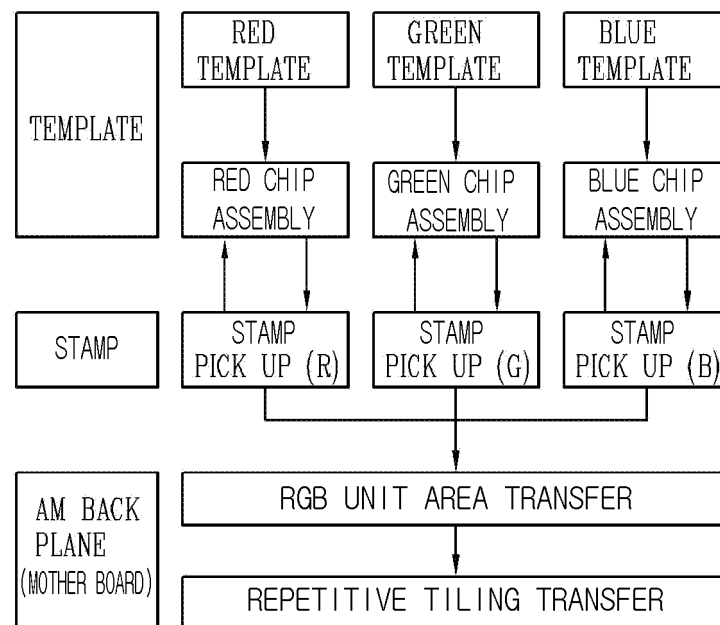 RED
TEMPLATE
GREEN
TEMPLATE
BLUE
TEMPLATE
TEMPLATE
RED CHIP
ASSEMBLY
GREEN CHIP
ASSEMBLY
BLUE CHIP
ASSEMBLY
STAMP
STAMP
PICK UP (R)
STAMP
PICK UP (G)
STAMP
PICK UP (B)
AM BACK
PLANE
(MOTHER BOARD)
RGB UNIT AREA TRANSFER
REPETITIVE TILING TRANSFER